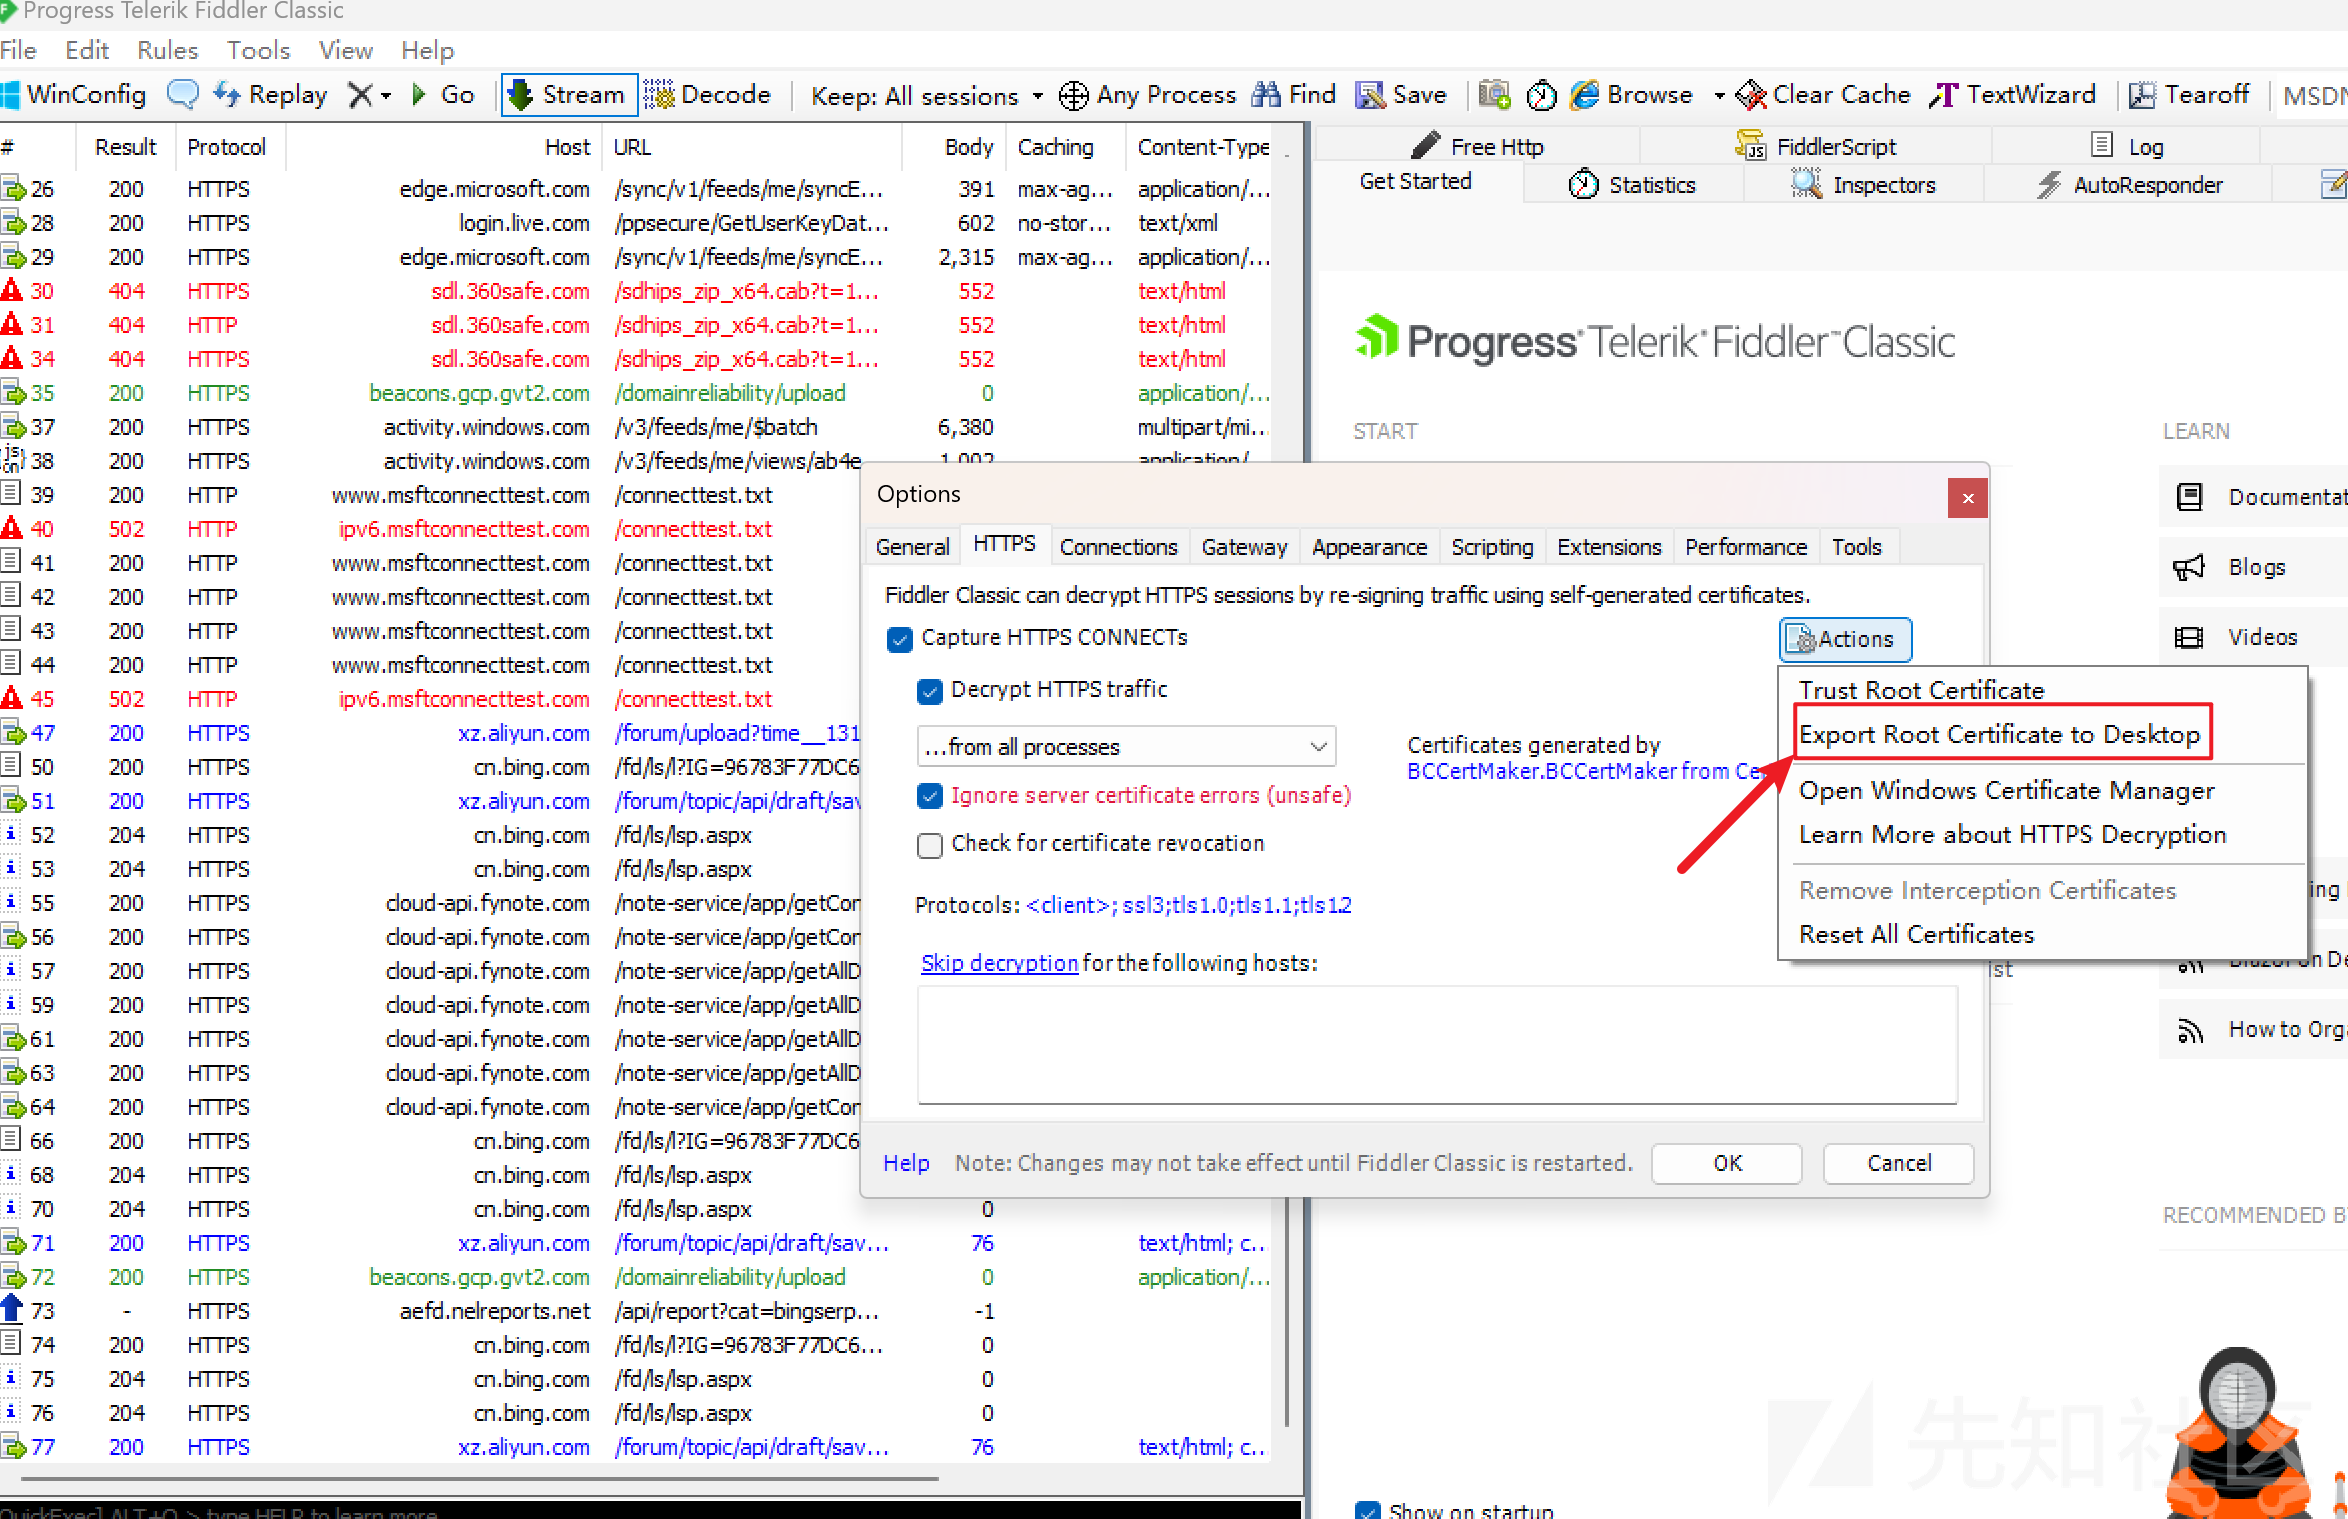 Progress Telerik Fiddler Classic
File Edit Rules Tools View Help
WinConfig Replay Go Stream Decode Keep: All sessions Any Process Find Save Browse Clear Cache TextWizard Tearoff MSDN
# Result Protocol Host URL Body Caching Content-Type
26 200 HTTPS edge.microsoft.com /sync/v1/feeds/me/syncE... 391 max-ag... application/...
28 200 HTTPS login.live.com /ppsecure/GetUserKeyDat... 602 no-stor... text/xml
29 200 HTTPS edge.microsoft.com /sync/v1/feeds/me/syncE... 2,315 max-ag... application/...
30 404 HTTPS sdl.360safe.com /sdhips_zip_x64.cab?t=1... 552 text/html
31 404 HTTP sdl.360safe.com /sdhips_zip_x64.cab?t=1... 552 text/html
34 404 HTTPS sdl.360safe.com /sdhips_zip_x64.cab?t=1... 552 text/html
35 200 HTTPS beacons.gcp.gvt2.com /domainreliability/upload 0 application/...
37 200 HTTPS activity.windows.com /v3/feeds/me/$batch 6,380 multipart/mi...
38 200 HTTPS activity.windows.com /v3/feeds/me/views/ab4e 1,002 application/
39 200 HTTP www.msftconnecttest.com /connecttest.txt
40 502 HTTP ipv6.msftconnecttest.com /connecttest.txt
41 200 HTTP www.msftconnecttest.com /connecttest.txt
42 200 HTTP www.msftconnecttest.com /connecttest.txt
43 200 HTTP www.msftconnecttest.com /connecttest.txt
44 200 HTTP www.msftconnecttest.com /connecttest.txt
45 502 HTTP ipv6.msftconnecttest.com /connecttest.txt
47 200 HTTPS xz.aliyun.com /forum/upload?time__131
50 200 HTTPS cn.bing.com /fd/ls/l?IG=96783F77DC6
51 200 HTTPS xz.aliyun.com /forum/topic/api/draft/sav
52 204 HTTPS cn.bing.com /fd/ls/lsp.aspx
53 204 HTTPS cn.bing.com /fd/ls/lsp.aspx
55 200 HTTPS cloud-api.fynote.com /note-service/app/getCon
56 200 HTTPS cloud-api.fynote.com /note-service/app/getCon
57 200 HTTPS cloud-api.fynote.com /note-service/app/getAllD
59 200 HTTPS cloud-api.fynote.com /note-service/app/getAllD
61 200 HTTPS cloud-api.fynote.com /note-service/app/getAllD
63 200 HTTPS cloud-api.fynote.com /note-service/app/getAllD
64 200 HTTPS cloud-api.fynote.com /note-service/app/getCon
66 200 HTTPS cn.bing.com /fd/ls/l?IG=96783F77DC6
68 204 HTTPS cn.bing.com /fd/ls/lsp.aspx
70 204 HTTPS cn.bing.com /fd/ls/lsp.aspx 0
71 200 HTTPS xz.aliyun.com /forum/topic/api/draft/sav... 76 text/html; c...
72 200 HTTPS beacons.gcp.gvt2.com /domainreliability/upload 0 application/...
73 - HTTPS aefd.nelreports.net /api/report?cat=bingserp... -1
74 200 HTTPS cn.bing.com /fd/ls/l?IG=96783F77DC6... 0
75 204 HTTPS cn.bing.com /fd/ls/lsp.aspx 0
76 204 HTTPS cn.bing.com /fd/ls/lsp.aspx 0
77 200 HTTPS xz.aliyun.com /forum/topic/api/draft/sav... 76 text/html; c...
QuickExec] ALT+Q > type HELP to learn more
Free Http FiddlerScript Log
Get Started Statistics Inspectors AutoResponder
Progress Telerik Fiddler™ Classic
START LEARN
Documentat
Blogs
Videos
How to Orga
RECOMMENDED BY
Show on startup
Options
General HTTPS Connections Gateway Appearance Scripting Extensions Performance Tools
Fiddler Classic can decrypt HTTPS sessions by re-signing traffic using self-generated certificates.
Capture HTTPS CONNECTs
Actions
Decrypt HTTPS traffic
...from all processes
Certificates generated by
BCCertMaker.BCCertMaker from Ce
Ignore server certificate errors (unsafe)
Check for certificate revocation
Protocols: <client>; ssl3;tls1.0;tls1.1;tls1.2
Skip decryption for the following hosts:
Help Note: Changes may not take effect until Fiddler Classic is restarted. OK Cancel
Trust Root Certificate
Export Root Certificate to Desktop
Open Windows Certificate Manager
Learn More about HTTPS Decryption
Remove Interception Certificates
Reset All Certificates
先知社区